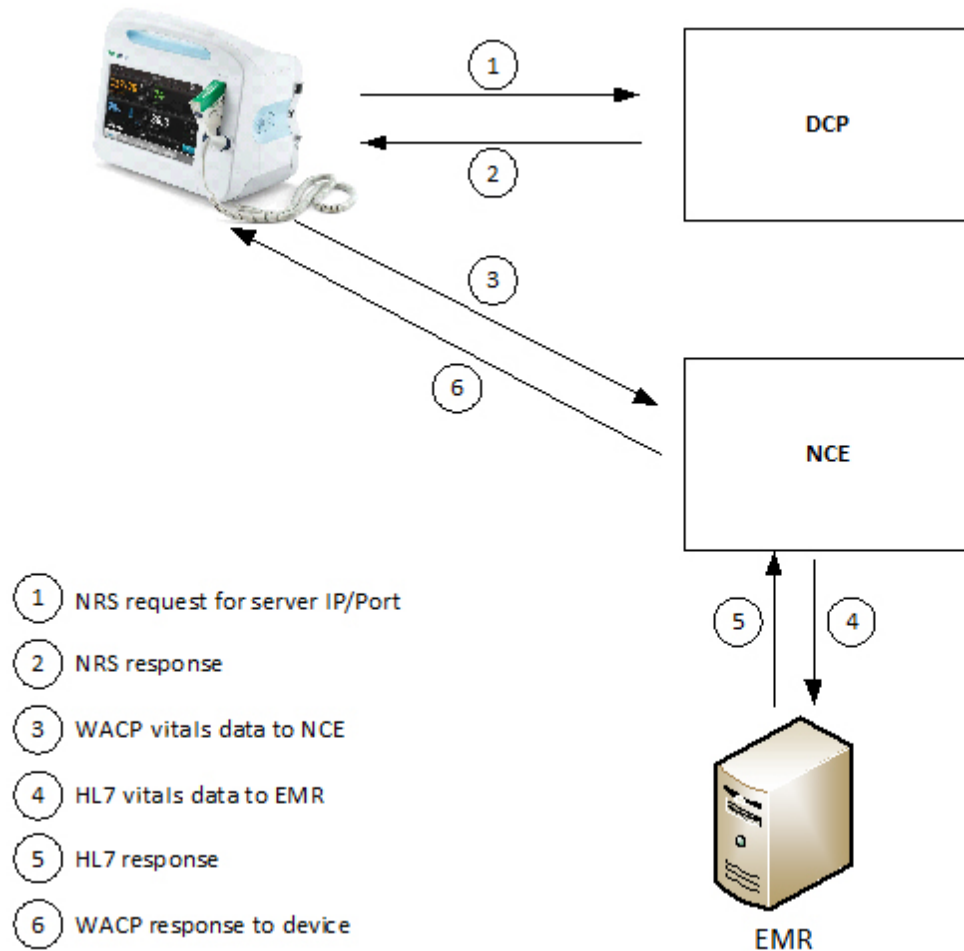 1
DCP
2
3
6
NCE
5
4
1 NRS request for server IP/Port
2 NRS response
3 WACP vitals data to NCE
4 HL7 vitals data to EMR
5 HL7 response
6 WACP response to device
EMR